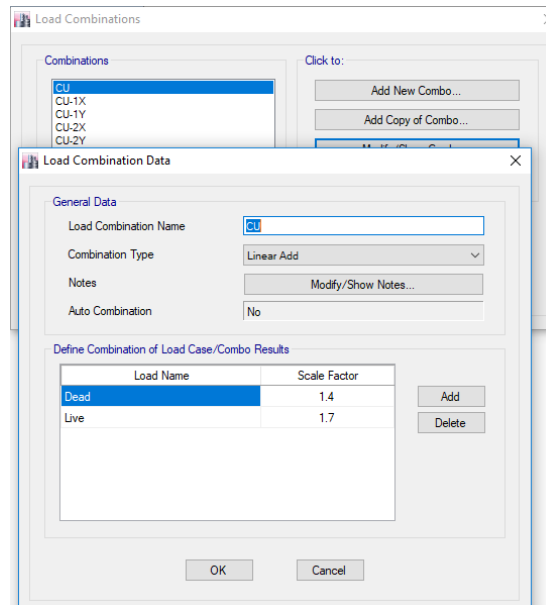 Load Combinations
Combinations
Click to:
CU
CU-1X
CU-1Y
CU-2X
CU-2Y
Add New Combo...
Add Copy of Combo...
Load Combination Data
General Data
Load Combination Name
CU
Combination Type
Linear Add
Notes
Modify/Show Notes...
Auto Combination
No
Define Combination of Load Case/Combo Results
Load Name Scale Factor
Dead 1.4
Live 1.7
Add
Delete
OK
Cancel